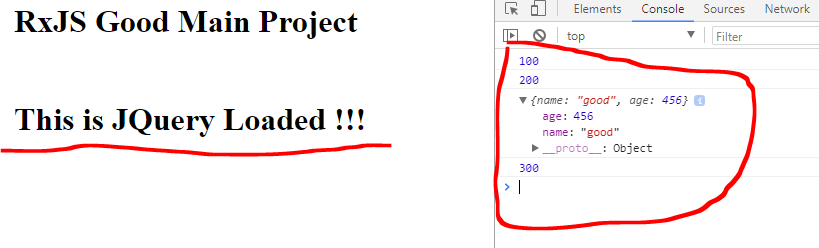 RxJS Good Main Project
This is JQuery Loaded !!!
Elements Console Sources Network
top Filter
100
200
▼ {name: "good", age: 456} i
age: 456
name: "good"
▶ __proto__: Object
300
>